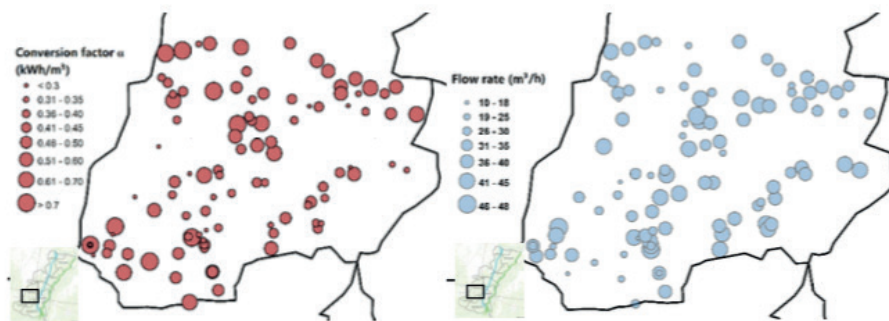 Conversion factor α
(kWh/m³)
< 0.3
0.31 - 0.35
0.36 - 0.40
0.41 - 0.45
0.46 - 0.50
0.51 - 0.60
0.61 - 0.70
> 0.7
Flow rate (m³/h)
10 - 18
19 - 25
26 - 30
31 - 35
36 - 40
41 - 45
46 - 48